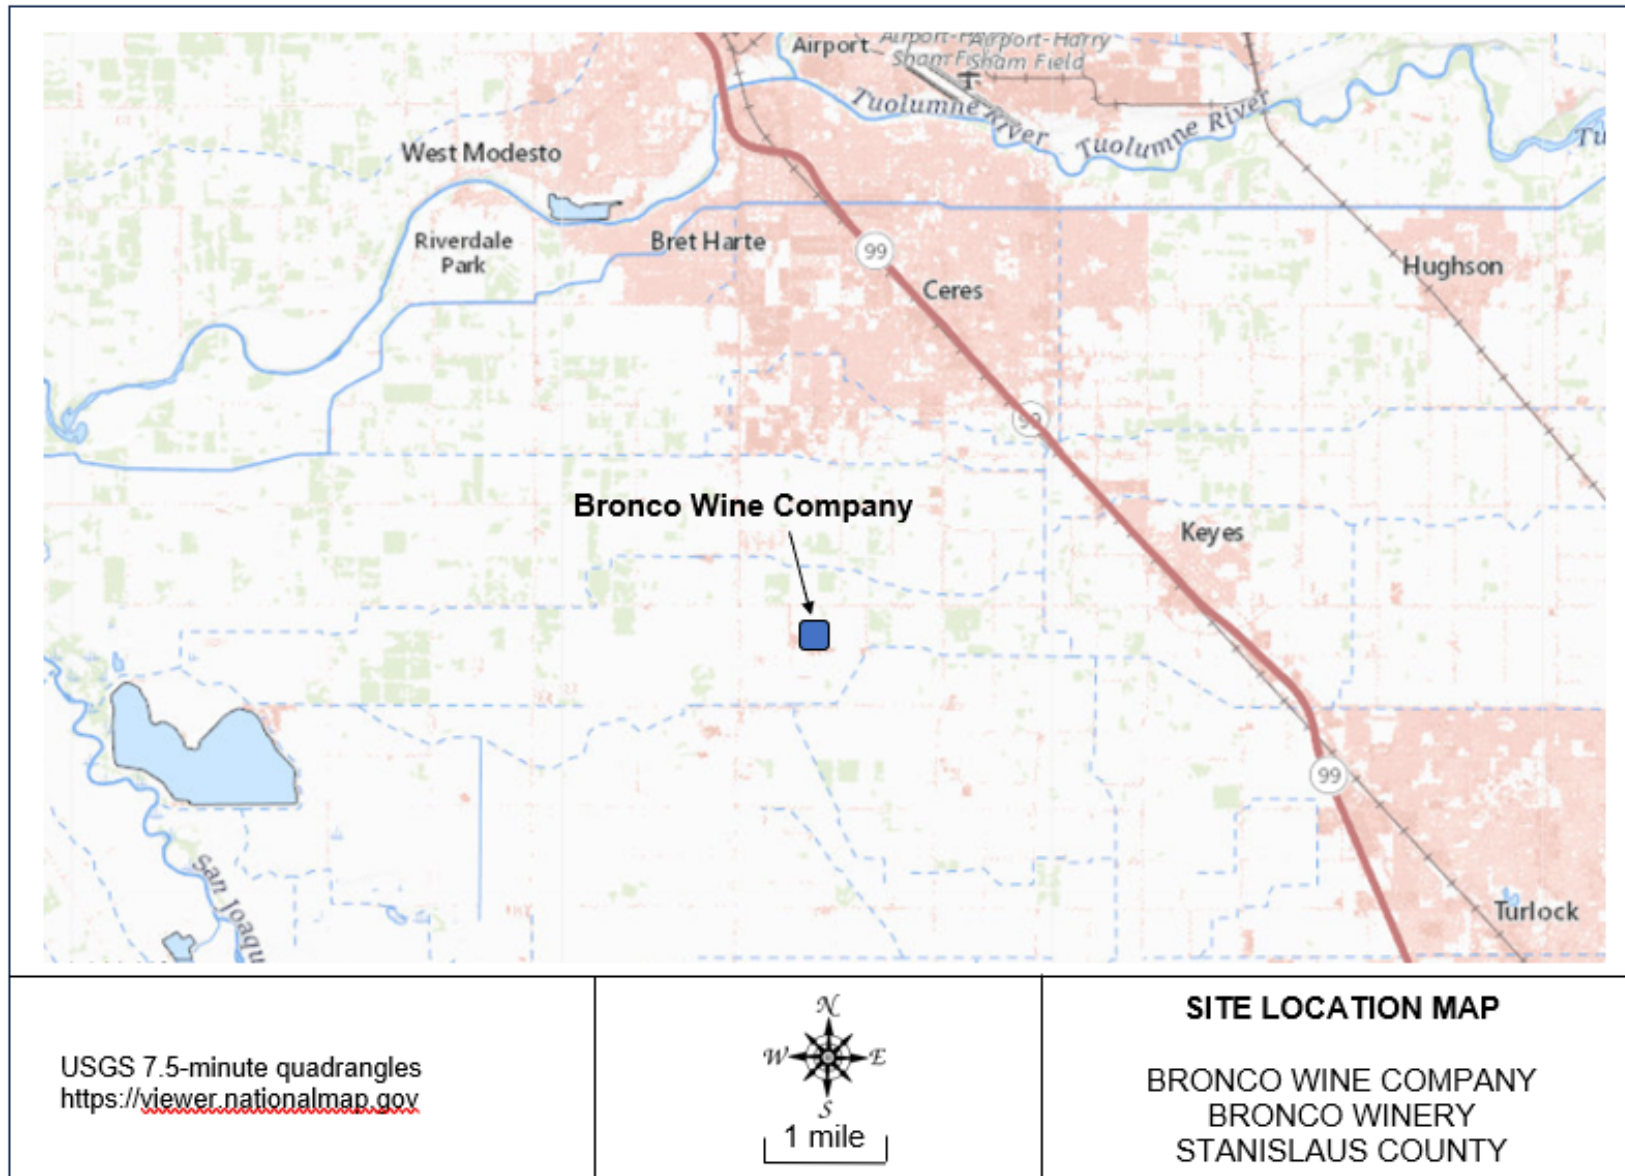 Airport
Airport-Harry
Sham Field
Tuolumne River
Tuolumne River
Tu
West Modesto
Riverdale
Park
Bret Harte
99
Ceres
Hughson
Bronco Wine Company
Keyes
99
San Joaqu
Turlock
USGS 7.5-minute quadrangles
https://viewer.nationalmap.gov
N
W
E
S
1 mile
SITE LOCATION MAP
BRONCO WINE COMPANY
BRONCO WINERY
STANISLAUS COUNTY